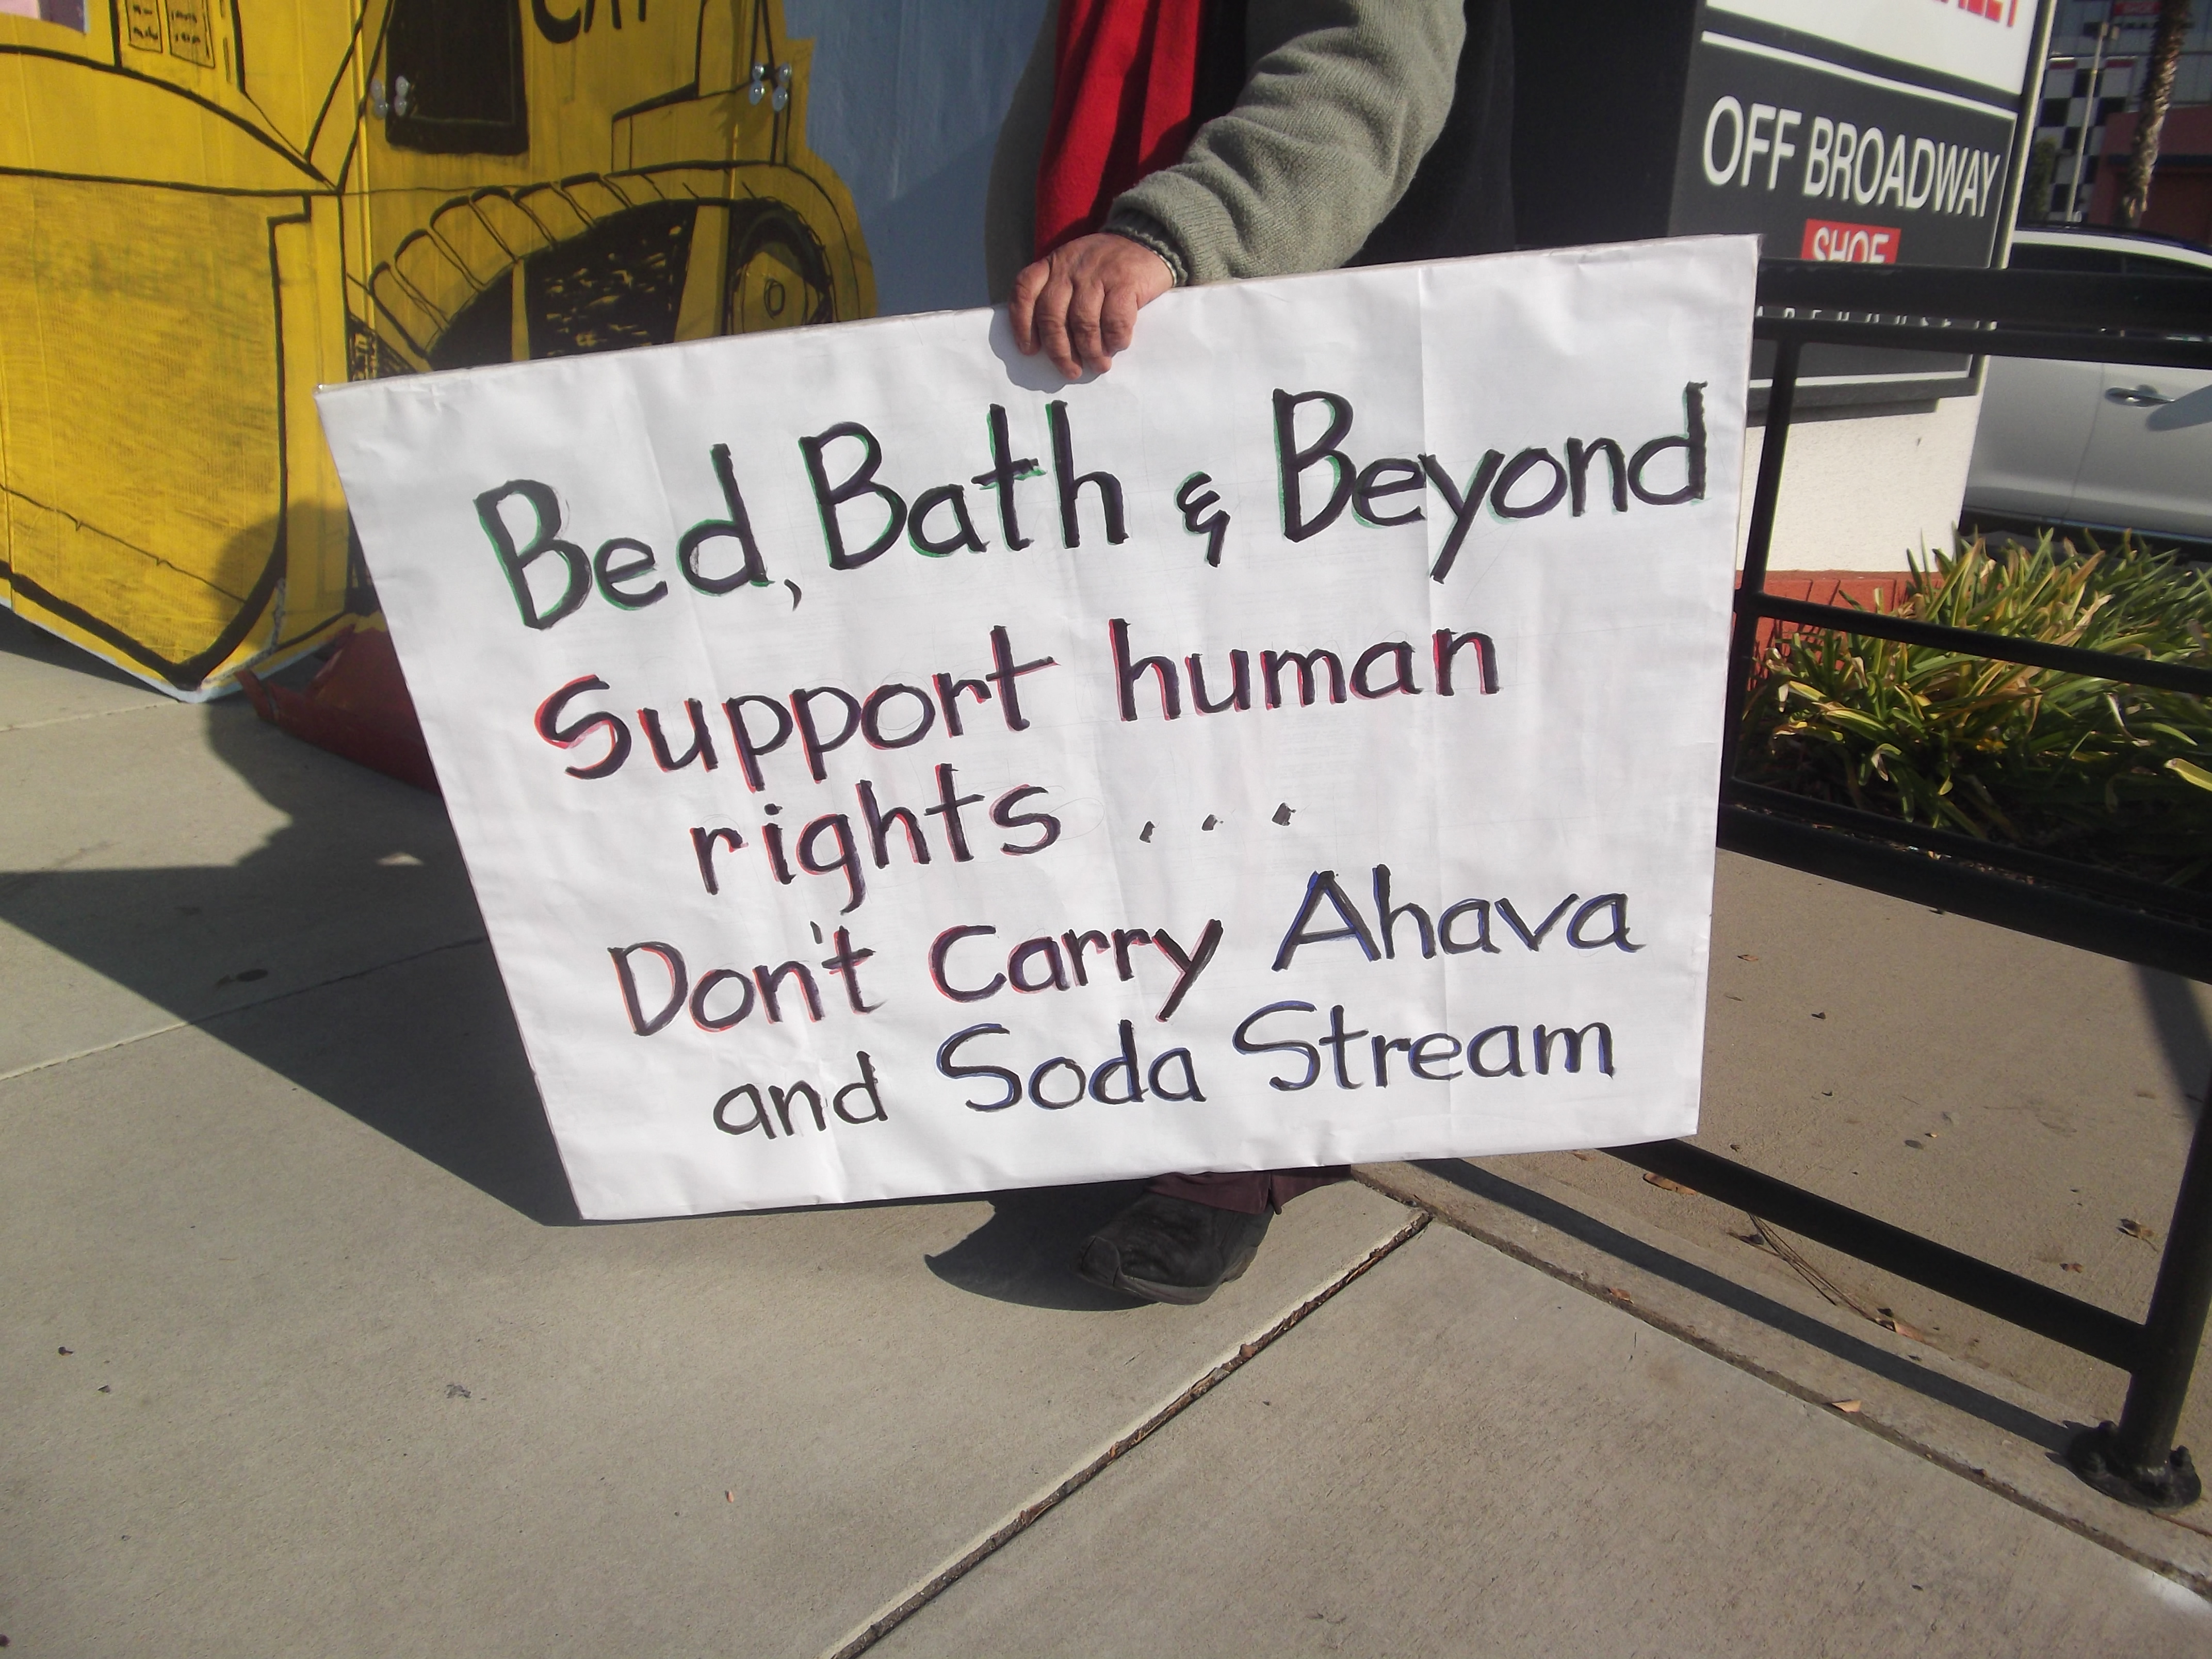 CAT
OFF BROADWAY
SHOE
Bed, Bath & Beyond
Support human
rights . . .
Don't Carry Ahava
and Soda Stream